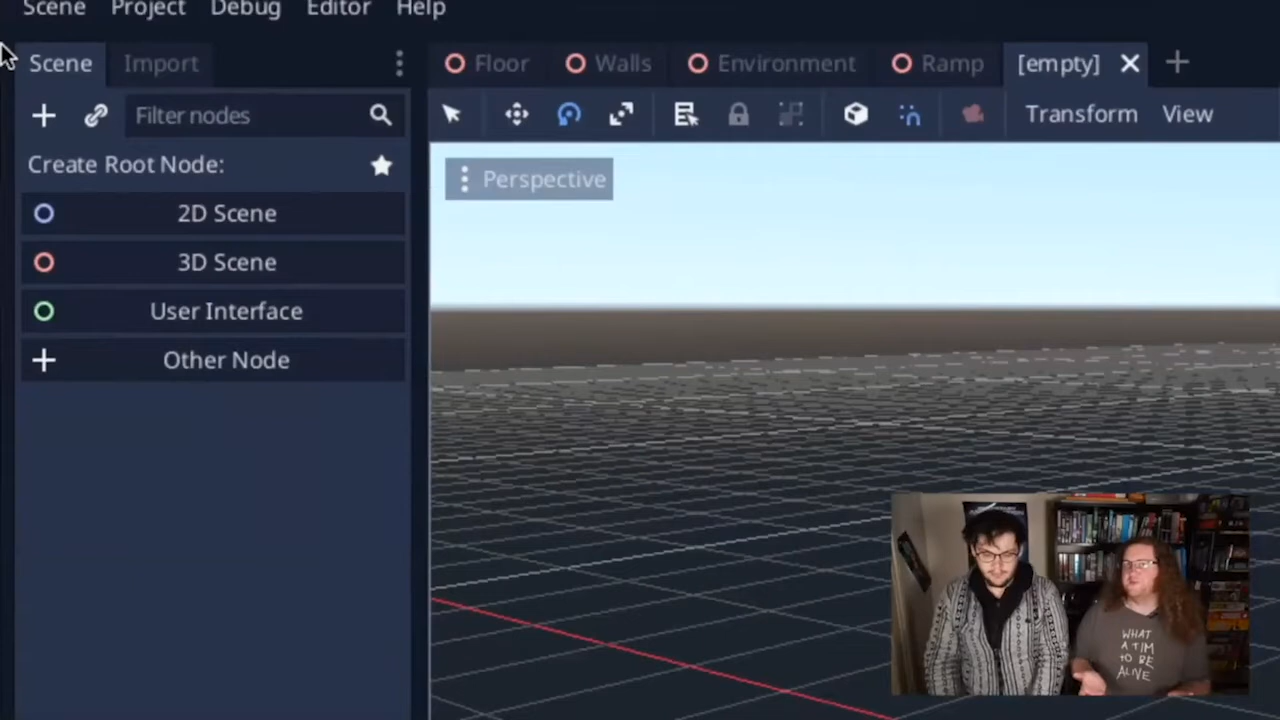 Scene Project Debug Editor Help
Scene Import
Floor Walls Environment Ramp [empty]
Filter nodes
Transform View
Create Root Node:
Perspective
2D Scene
3D Scene
User Interface
Other Node
WHAT
A TIM
TO BE
ALIVE